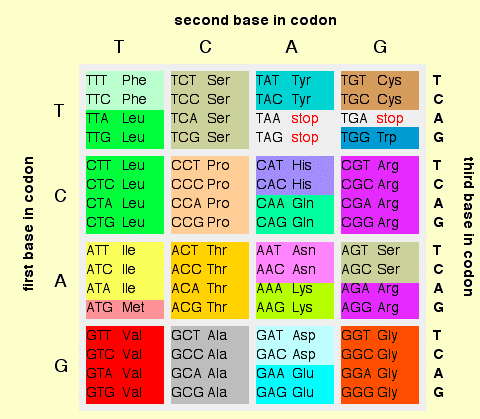 second base in codon
T C A G
first base in codon
third base in codon
T
TTT Phe TCT Ser TAT Tyr TGT Cys T
TTC Phe TCC Ser TAC Tyr TGC Cys C
TTA Leu TCA Ser TAA stop TGA stop A
TTG Leu TCG Ser TAG stop TGG Trp G
C
CTT Leu CCT Pro CAT His CGT Arg T
CTC Leu CCC Pro CAC His CGC Arg C
CTA Leu CCA Pro CAA Gln CGA Arg A
CTG Leu CCG Pro CAG Gln CGG Arg G
A
ATT Ile ACT Thr AAT Asn AGT Ser T
ATC Ile ACC Thr AAC Asn AGC Ser C
ATA Ile ACA Thr AAA Lys AGA Arg A
ATG Met ACG Thr AAG Lys AGG Arg G
G
GTT Val GCT Ala GAT Asp GGT Gly T
GTC Val GCC Ala GAC Asp GGC Gly C
GTA Val GCA Ala GAA Glu GGA Gly A
GTG Val GCG Ala GAG Glu GGG Gly G